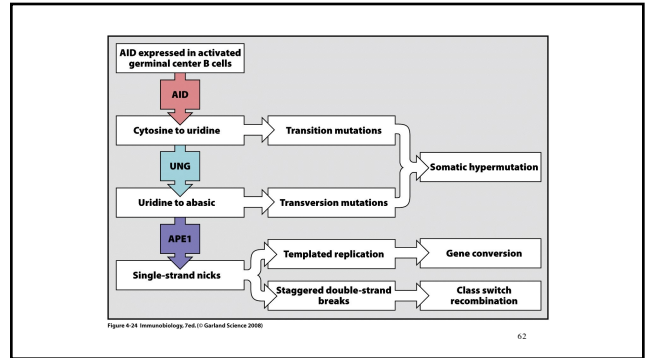 AID expressed in activated
germinal center B cells
AID
Cytosine to uridine
Transition mutations
UNG
Somatic hypermutation
Uridine to abasic
Transversion mutations
APE1
Templated replication
Gene conversion
Single-strand nicks
Staggered double-strand
breaks
Class switch
recombination
Figure 4-24 Immunobiology, 7ed. (© Garland Science 2008)
62